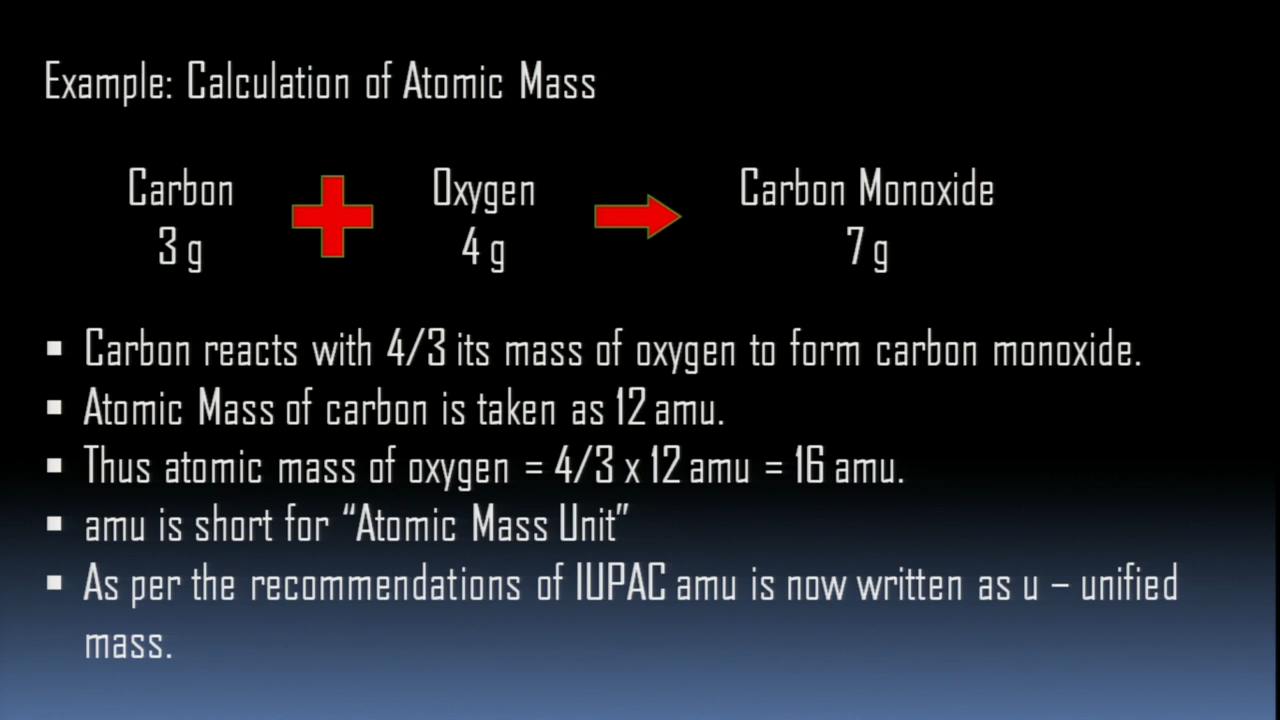 Example: Calculation of Atomic Mass
Carbon Oxygen Carbon Monoxide
3 g 4 g 7 g
▪ Carbon reacts with 4/3 its mass of oxygen to form carbon monoxide.
▪ Atomic Mass of carbon is taken as 12 amu.
▪ Thus atomic mass of oxygen = 4/3 x 12 amu = 16 amu.
▪ amu is short for “Atomic Mass Unit”
▪ As per the recommendations of IUPAC amu is now written as u – unified
mass.